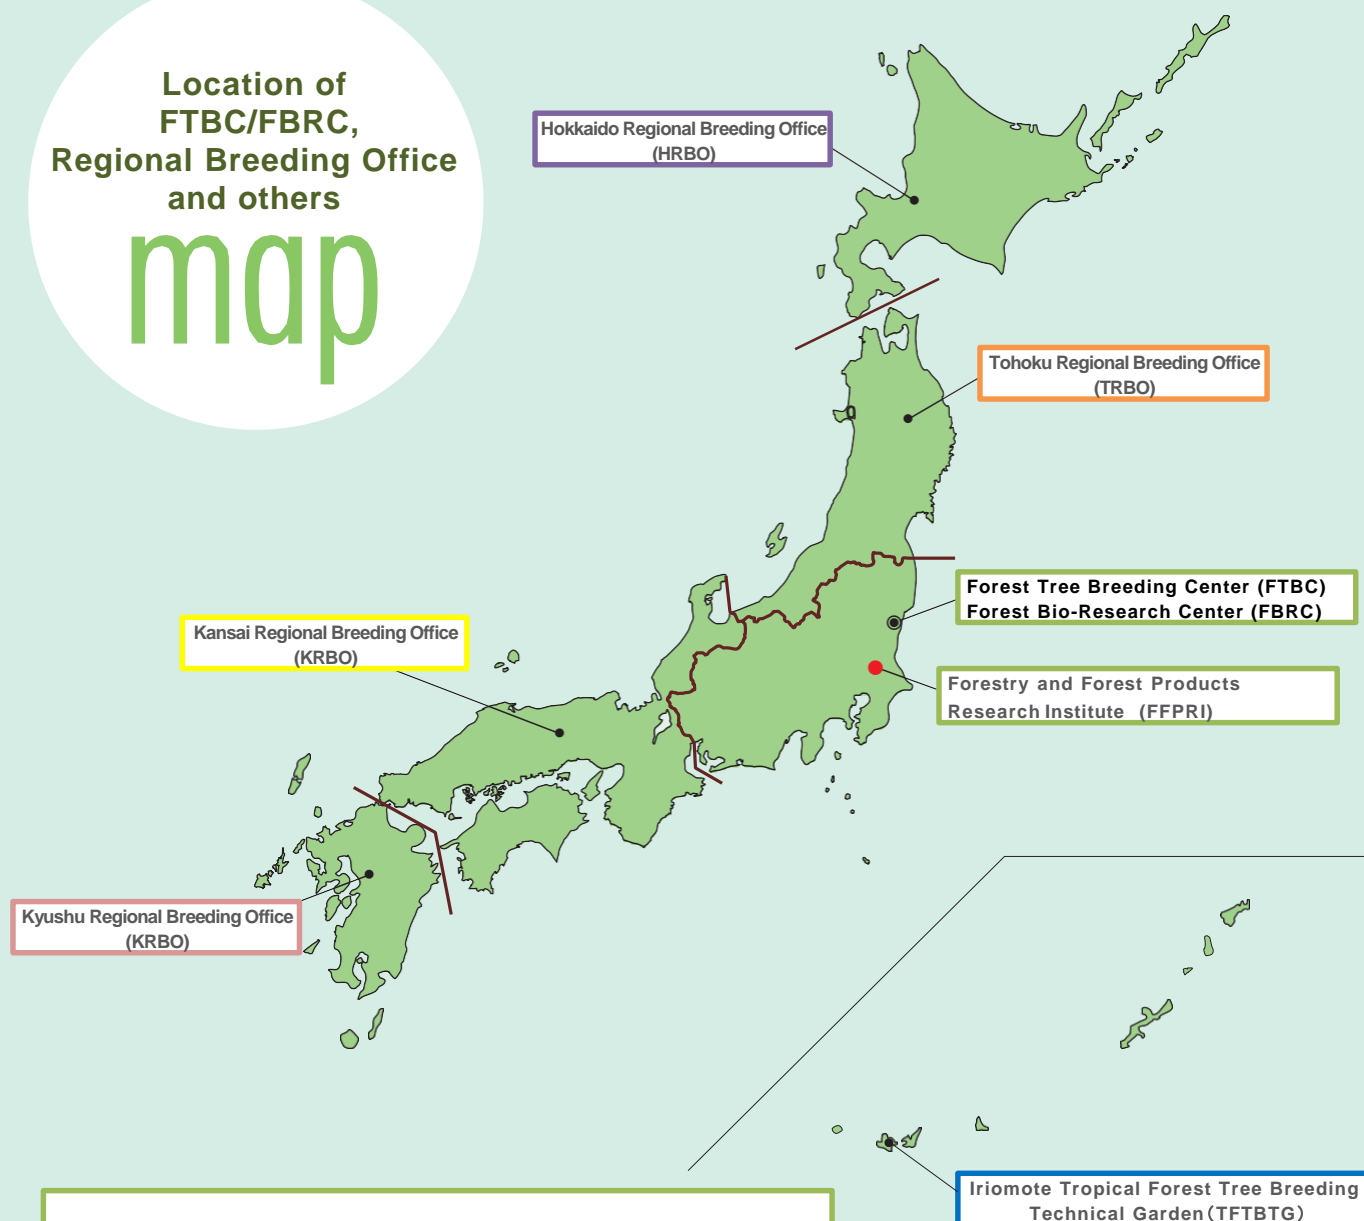 Location of
FTBC/FBRC,
Regional Breeding Office
and others
map
Hokkaido Regional Breeding Office
(HRBO)
Tohoku Regional Breeding Office
(TRBO)
Forest Tree Breeding Center (FTBC)
Forest Bio-Research Center (FBRC)
Kansai Regional Breeding Office
(KRBO)
Forestry and Forest Products
Research Institute (FFPRI)
Kyushu Regional Breeding Office
(KRBO)
Iriomote Tropical Forest Tree Breeding
Technical Garden（TFTBTG）